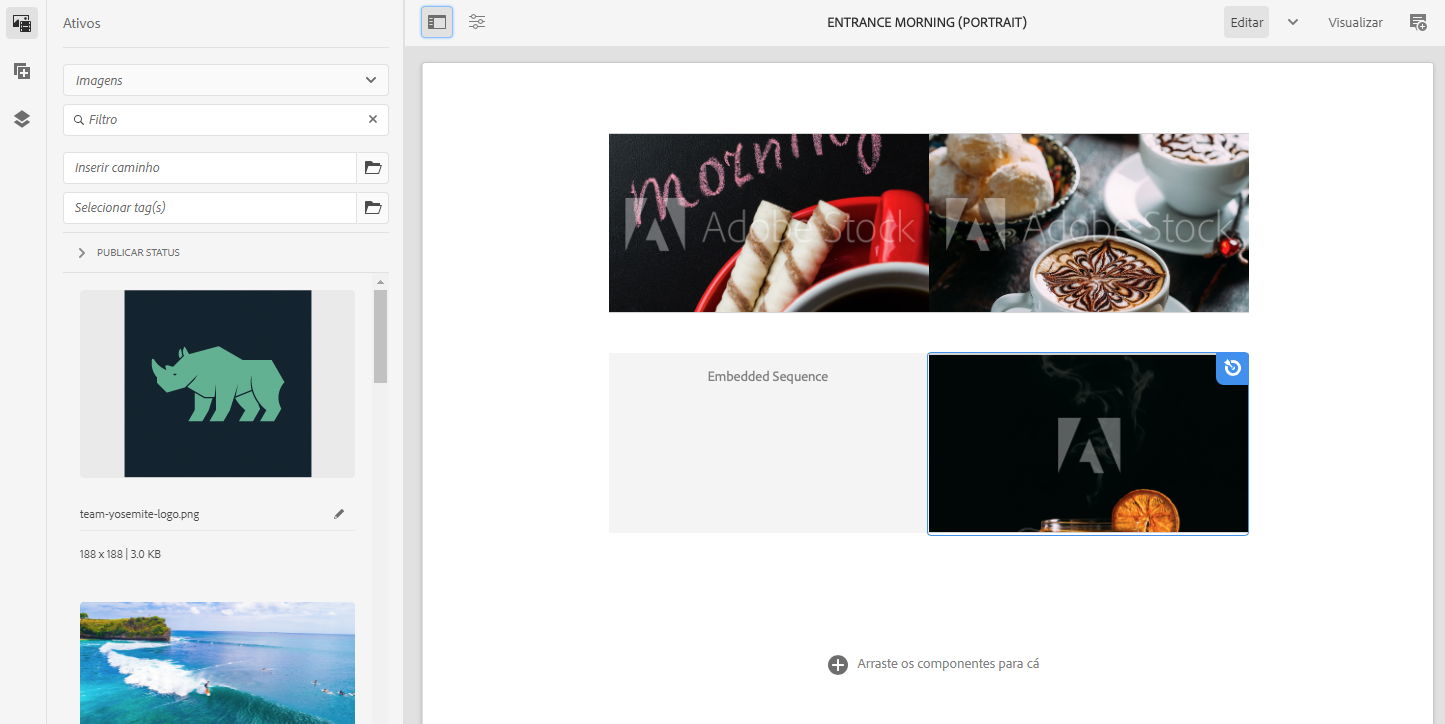 Ativos
Imagens
Filtro
Inserir caminho
Selecionar tag(s)
PUBLICAR STATUS
team-yosemite-logo.png
188 x 188 | 3.0 KB
ENTRANCE MORNING (PORTRAIT)
Editar
Visualizar
morning
Adobe Stock
Adobe Stock
Embedded Sequence
Arraste os componentes para cá